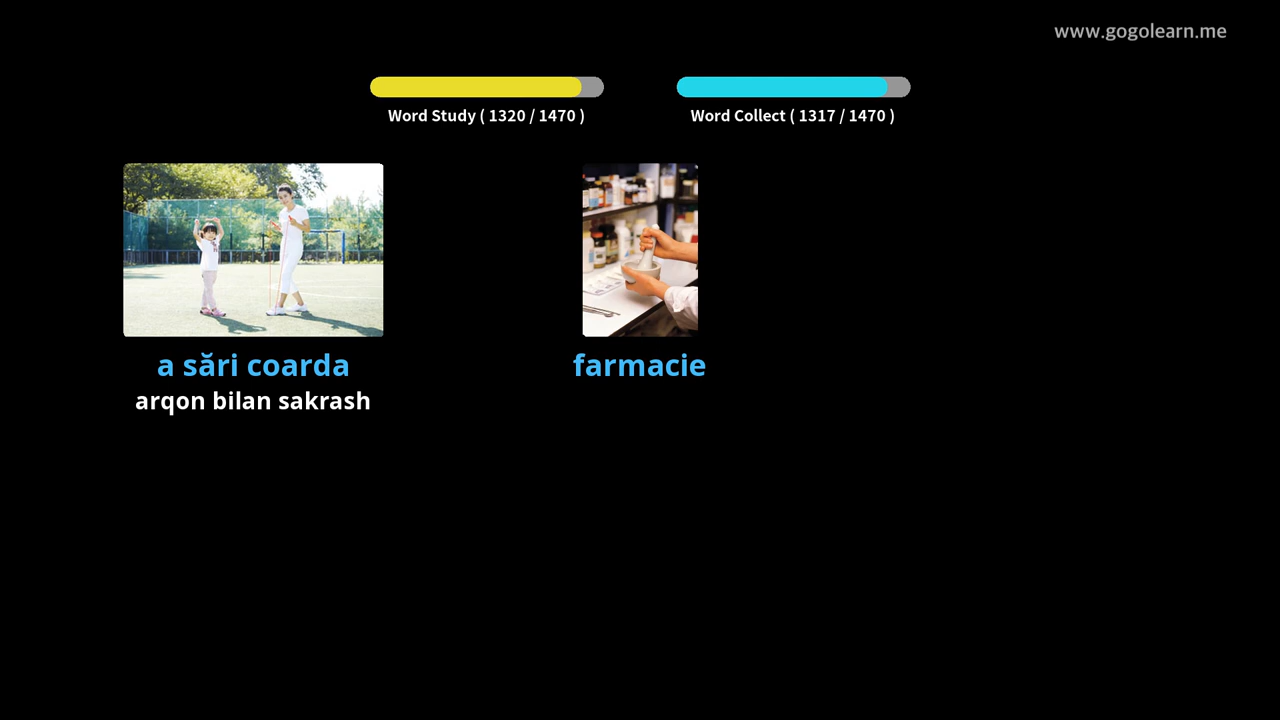 www.gogolearn.me
Word Study ( 1320 / 1470 )
Word Collect ( 1317 / 1470 )
a sări coarda
arqon bilan sakrash
farmacie